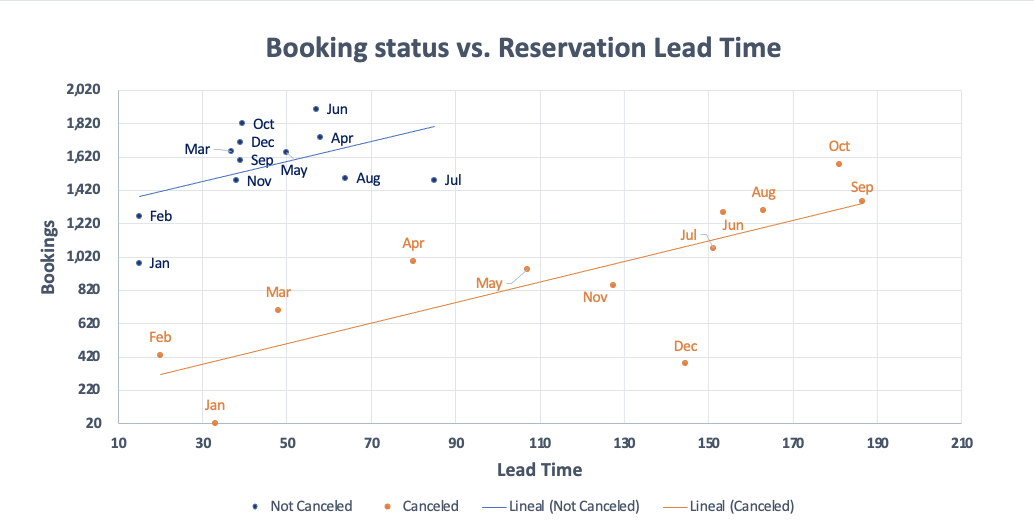 Booking status vs. Reservation Lead Time
Bookings
2,020
1,820
1,620
1,420
1,220
1,020
820
620
420
220
20
Jun
Oct
Apr
Dec
Mar
Sep
May
Nov
Aug
Jul
Feb
Jan
Oct
Sep
Aug
Jun
Jul
Apr
May
Mar
Nov
Feb
Dec
Jan
10 30 50 70 90 110 130 150 170 190 210
Lead Time
Not Canceled Canceled Lineal (Not Canceled) Lineal (Canceled)